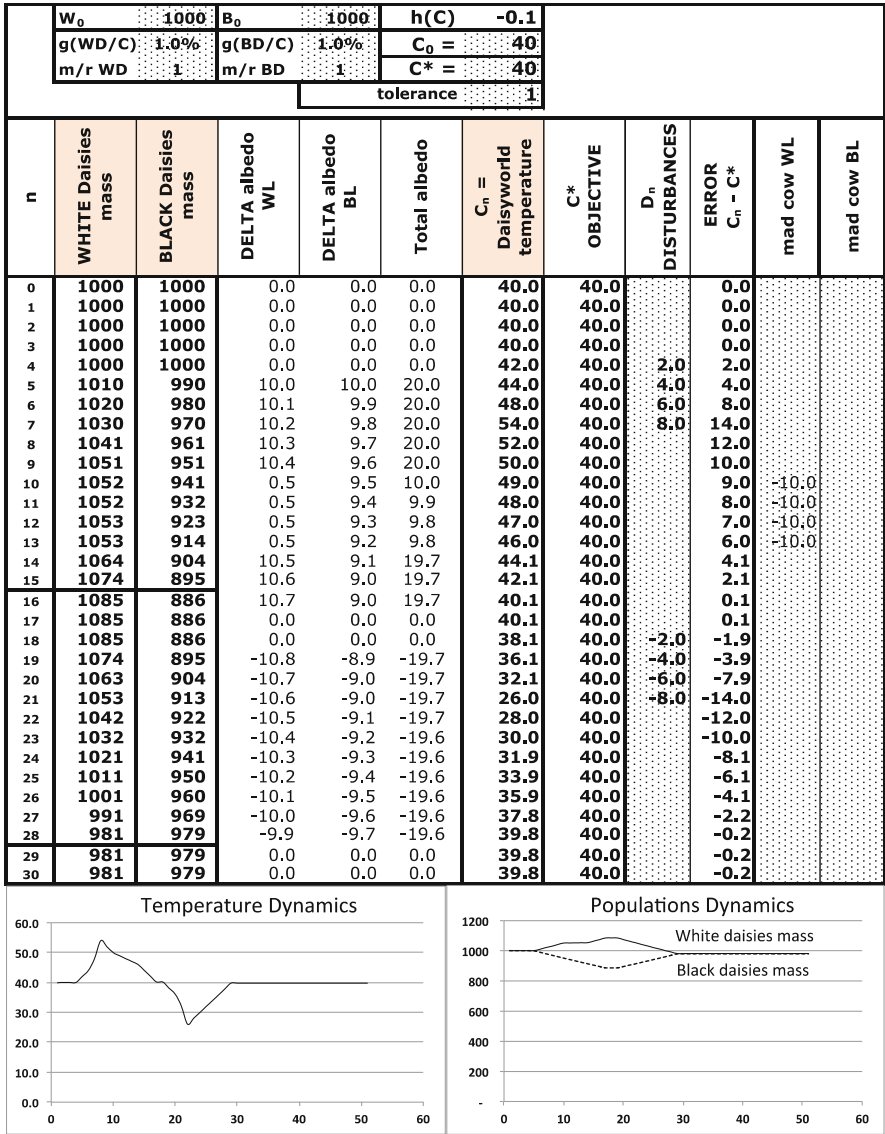 W₀ 1000 B₀ 1000 h(C) -0.1
g(WD/C) 1.0% g(BD/C) 1.0% C₀ = 40
m/r WD 1 m/r BD 1 C* = 40
tolerance 1
n WHITE Daisies mass BLACK Daisies mass DELTA albedo WL DELTA albedo BL Total albedo Cₙ = Daisyworld temperature C* OBJECTIVE Dₙ DISTURBANCES ERROR Cₙ - C* mad cow WL mad cow BL
0 1000 1000 0.0 0.0 0.0 40.0 40.0 0.0
1 1000 1000 0.0 0.0 0.0 40.0 40.0 0.0
2 1000 1000 0.0 0.0 0.0 40.0 40.0 0.0
3 1000 1000 0.0 0.0 0.0 40.0 40.0 0.0
4 1000 1000 0.0 0.0 0.0 42.0 40.0 2.0 2.0
5 1010 990 10.0 10.0 20.0 44.0 40.0 4.0 4.0
6 1020 980 10.1 9.9 20.0 48.0 40.0 6.0 8.0
7 1030 970 10.2 9.8 20.0 54.0 40.0 8.0 14.0
8 1041 961 10.3 9.7 20.0 52.0 40.0 12.0
9 1051 951 10.4 9.6 20.0 50.0 40.0 10.0
10 1052 941 0.5 9.5 10.0 49.0 40.0 9.0 -10.0
11 1052 932 0.5 9.4 9.9 48.0 40.0 8.0 -10.0
12 1053 923 0.5 9.3 9.8 47.0 40.0 7.0 -10.0
13 1053 914 0.5 9.2 9.8 46.0 40.0 6.0 -10.0
14 1064 904 10.5 9.1 19.7 44.1 40.0 4.1
15 1074 895 10.6 9.0 19.7 42.1 40.0 2.1
16 1085 886 10.7 9.0 19.7 40.1 40.0 0.1
17 1085 886 0.0 0.0 0.0 40.1 40.0 0.1
18 1085 886 0.0 0.0 0.0 38.1 40.0 -2.0 -1.9
19 1074 895 -10.8 -8.9 -19.7 36.1 40.0 -4.0 -3.9
20 1063 904 -10.7 -9.0 -19.7 32.1 40.0 -6.0 -7.9
21 1053 913 -10.6 -9.0 -19.7 26.0 40.0 -8.0 -14.0
22 1042 922 -10.5 -9.1 -19.7 28.0 40.0 -12.0
23 1032 932 -10.4 -9.2 -19.6 30.0 40.0 -10.0
24 1021 941 -10.3 -9.3 -19.6 31.9 40.0 -8.1
25 1011 950 -10.2 -9.4 -19.6 33.9 40.0 -6.1
26 1001 960 -10.1 -9.5 -19.6 35.9 40.0 -4.1
27 991 969 -10.0 -9.6 -19.6 37.8 40.0 -2.2
28 981 979 -9.9 -9.7 -19.6 39.8 40.0 -0.2
29 981 979 0.0 0.0 0.0 39.8 40.0 -0.2
30 981 979 0.0 0.0 0.0 39.8 40.0 -0.2
Temperature Dynamics
60.0
50.0
40.0
30.0
20.0
10.0
0.0
0 10 20 30 40 50 60
Populations Dynamics
1200
1000
800
600
400
200
-
White daisies mass
Black daisies mass
0 10 20 30 40 50 60